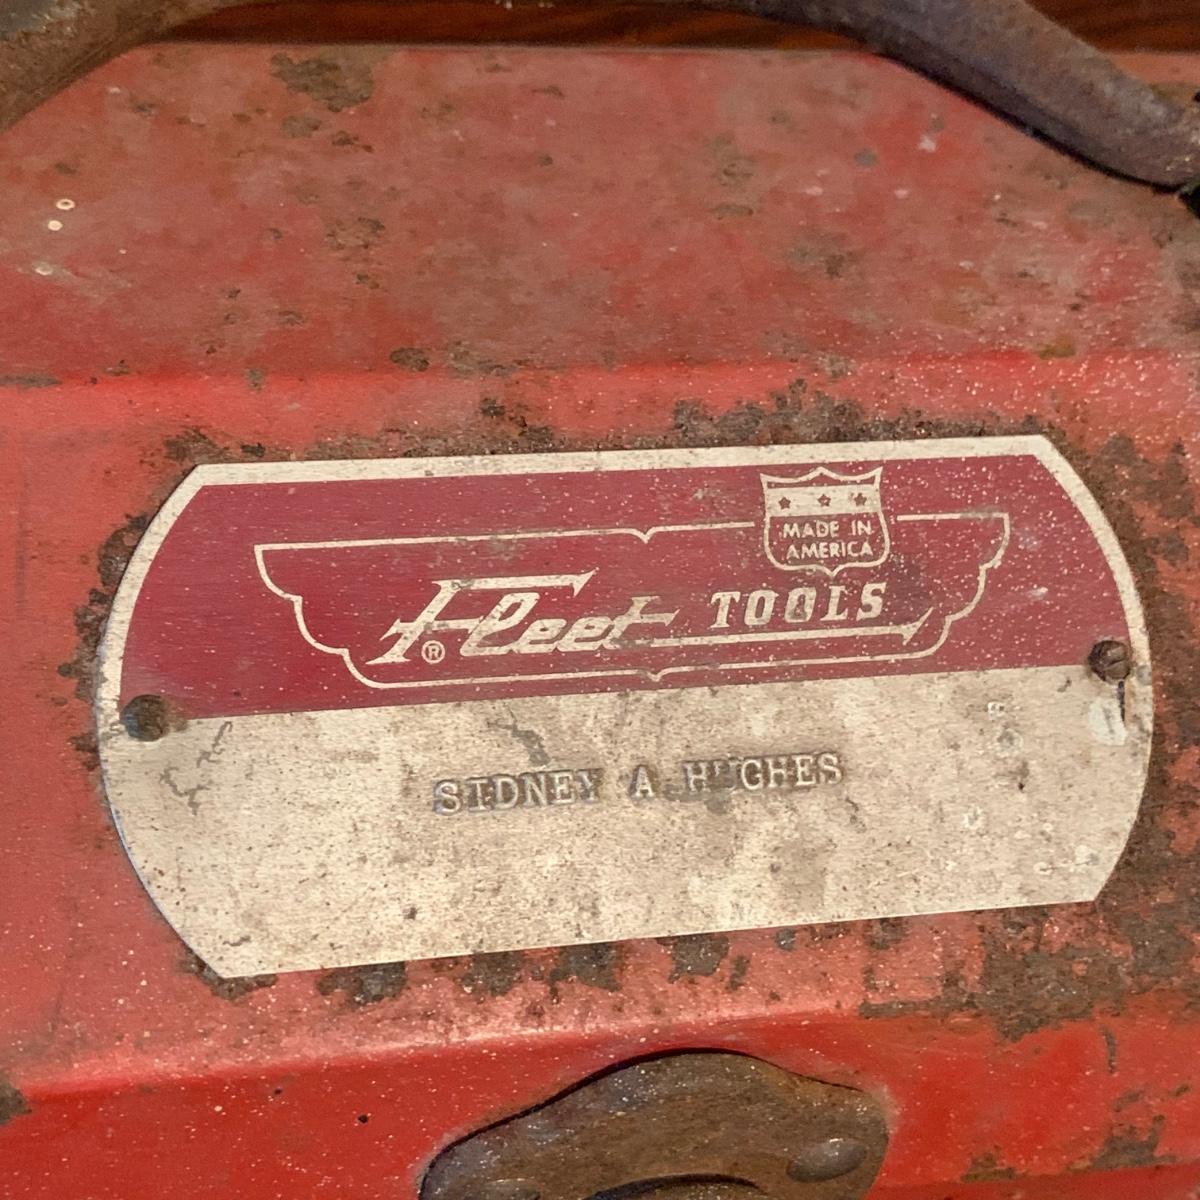 MADE IN
AMERICA
Fleet TOOLS
®
SIDNEY A HUGHES